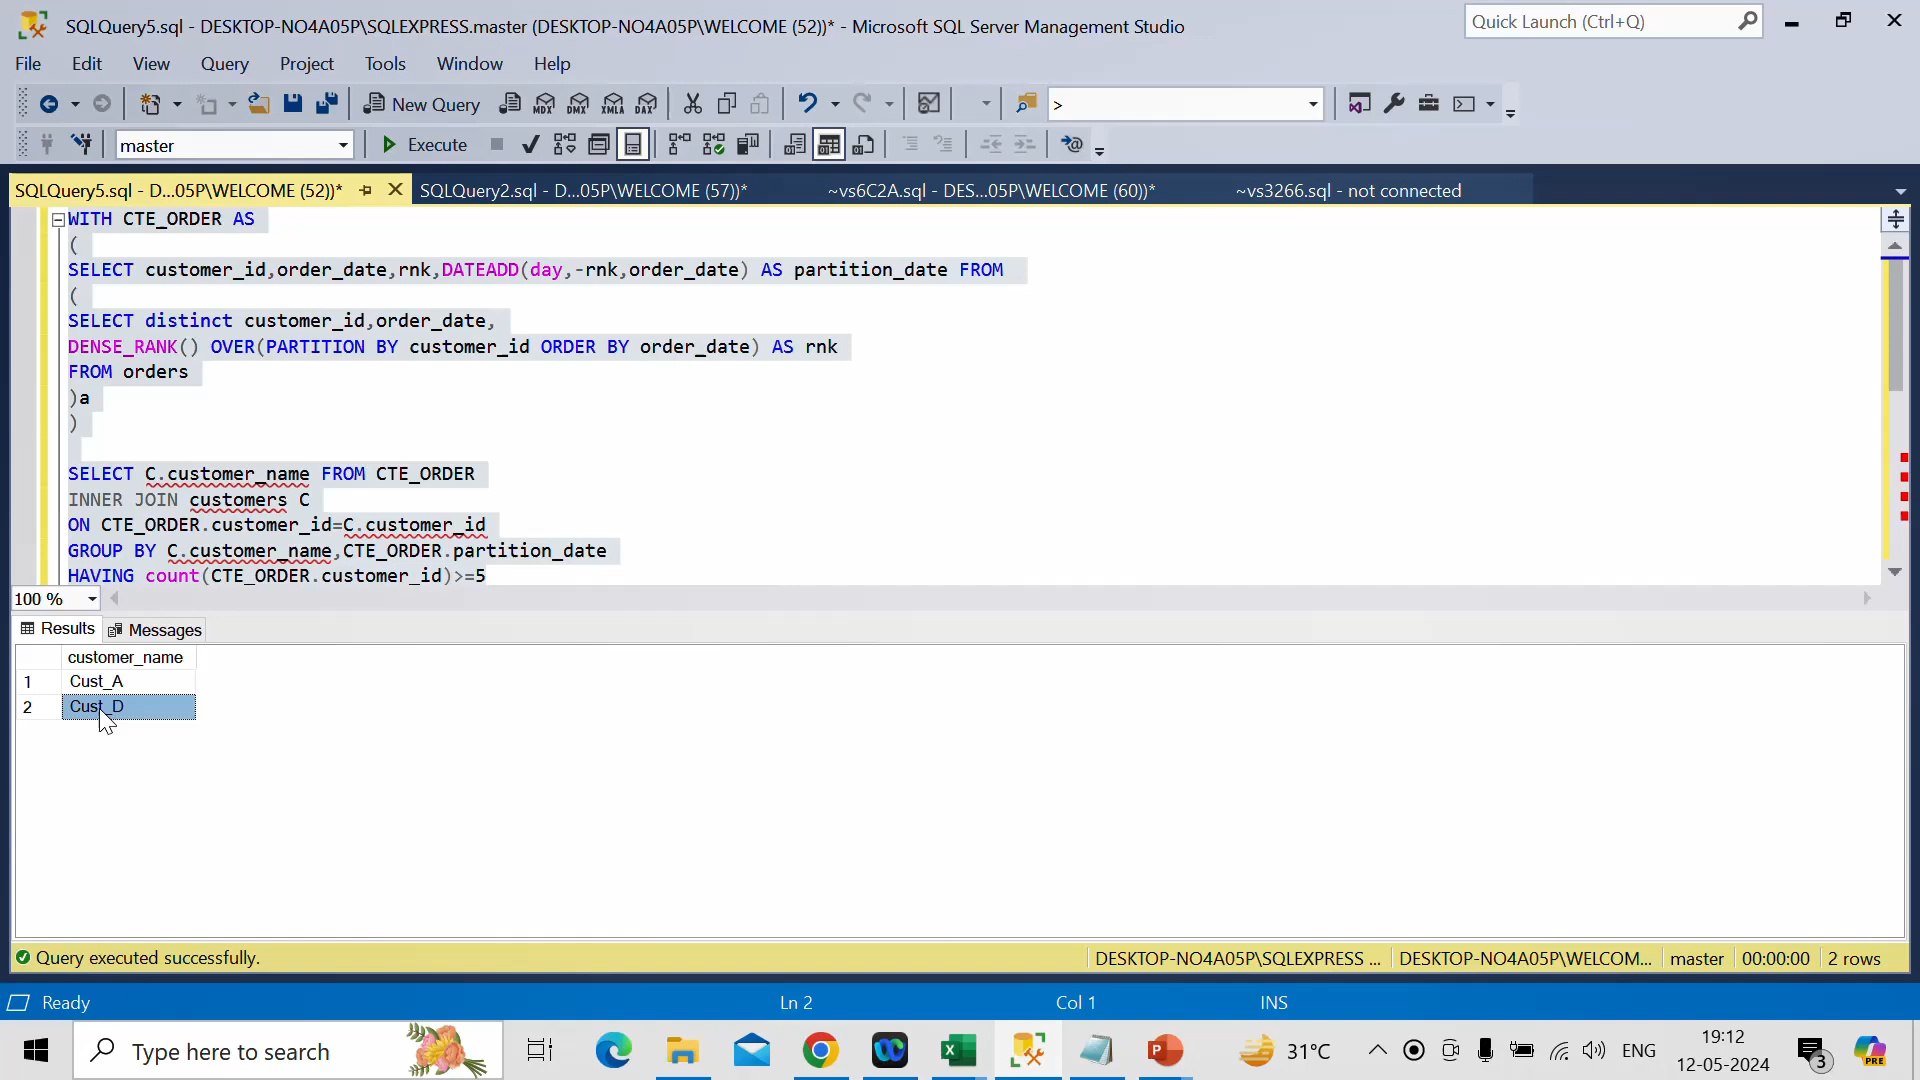 SQLQuery5.sql - DESKTOP-NO4A05P\SQLEXPRESS.master (DESKTOP-NO4A05P\WELCOME (52))* - Microsoft SQL Server Management Studio
Quick Launch (Ctrl+Q)
File Edit View Query Project Tools Window Help
New Query MDX DMX XMLA DAX >
master Execute
SQLQuery5.sql - D...05P\WELCOME (52))* SQLQuery2.sql - D...05P\WELCOME (57))* ~vs6C2A.sql - DES...05P\WELCOME (60))* ~vs3266.sql - not connected
WITH CTE_ORDER AS
(
SELECT customer_id,order_date,rnk,DATEADD(day,-rnk,order_date) AS partition_date FROM
(
SELECT distinct customer_id,order_date,
DENSE_RANK() OVER(PARTITION BY customer_id ORDER BY order_date) AS rnk
FROM orders
)a
)
SELECT C.customer_name FROM CTE_ORDER
INNER JOIN customers C
ON CTE_ORDER.customer_id=C.customer_id
GROUP BY C.customer_name,CTE_ORDER.partition_date
HAVING count(CTE_ORDER.customer_id)>=5
100 %
Results Messages
customer_name
1 Cust_A
2 Cust_D
Query executed successfully. DESKTOP-NO4A05P\SQLEXPRESS ... DESKTOP-NO4A05P\WELCOM... master 00:00:00 2 rows
Ready Ln 2 Col 1 INS
Type here to search 31°C ENG 19:12
12-05-2024 3 PRE